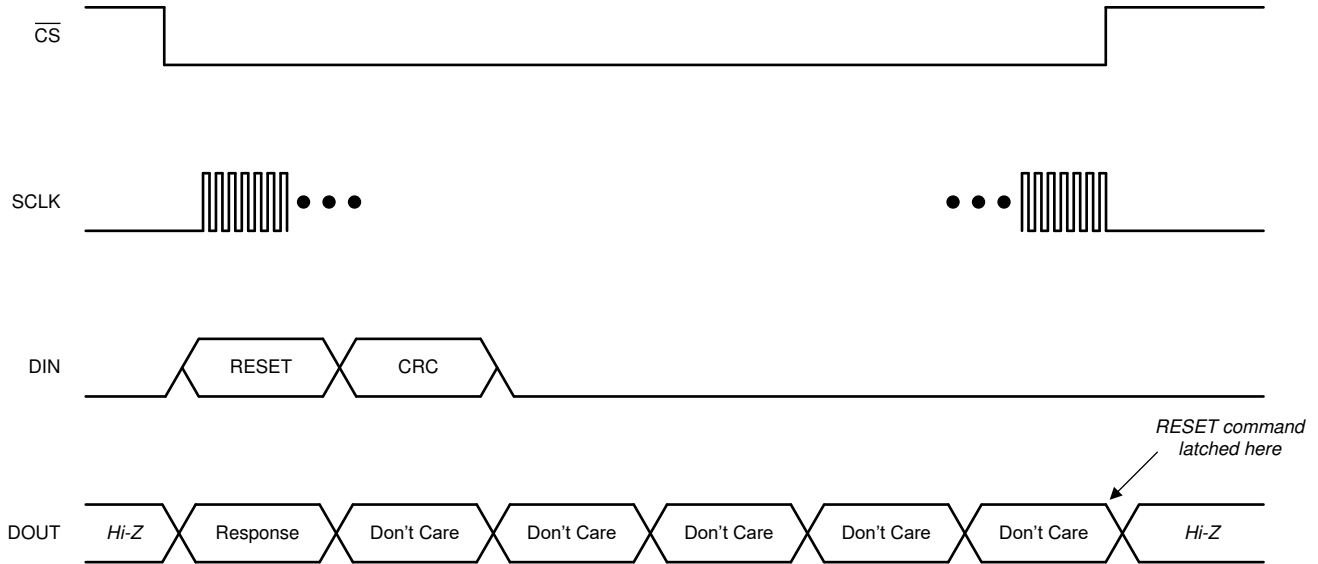 CS
SCLK
DIN
RESET
CRC
RESET command
latched here
DOUT
Hi-Z
Response
Don't Care
Don't Care
Don't Care
Don't Care
Don't Care
Hi-Z